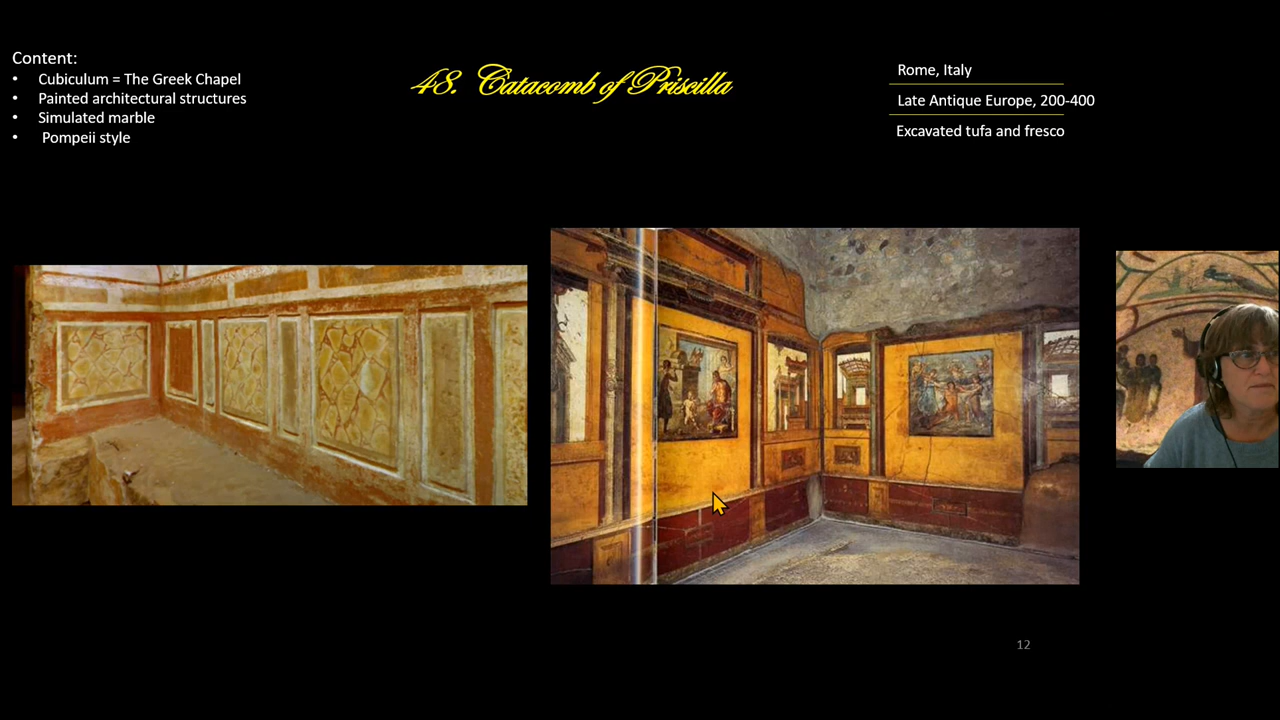 Content:
• Cubiculum = The Greek Chapel
• Painted architectural structures
• Simulated marble
• Pompeii style
48. Catacomb of Priscilla
Rome, Italy
Late Antique Europe, 200-400
Excavated tufa and fresco
12